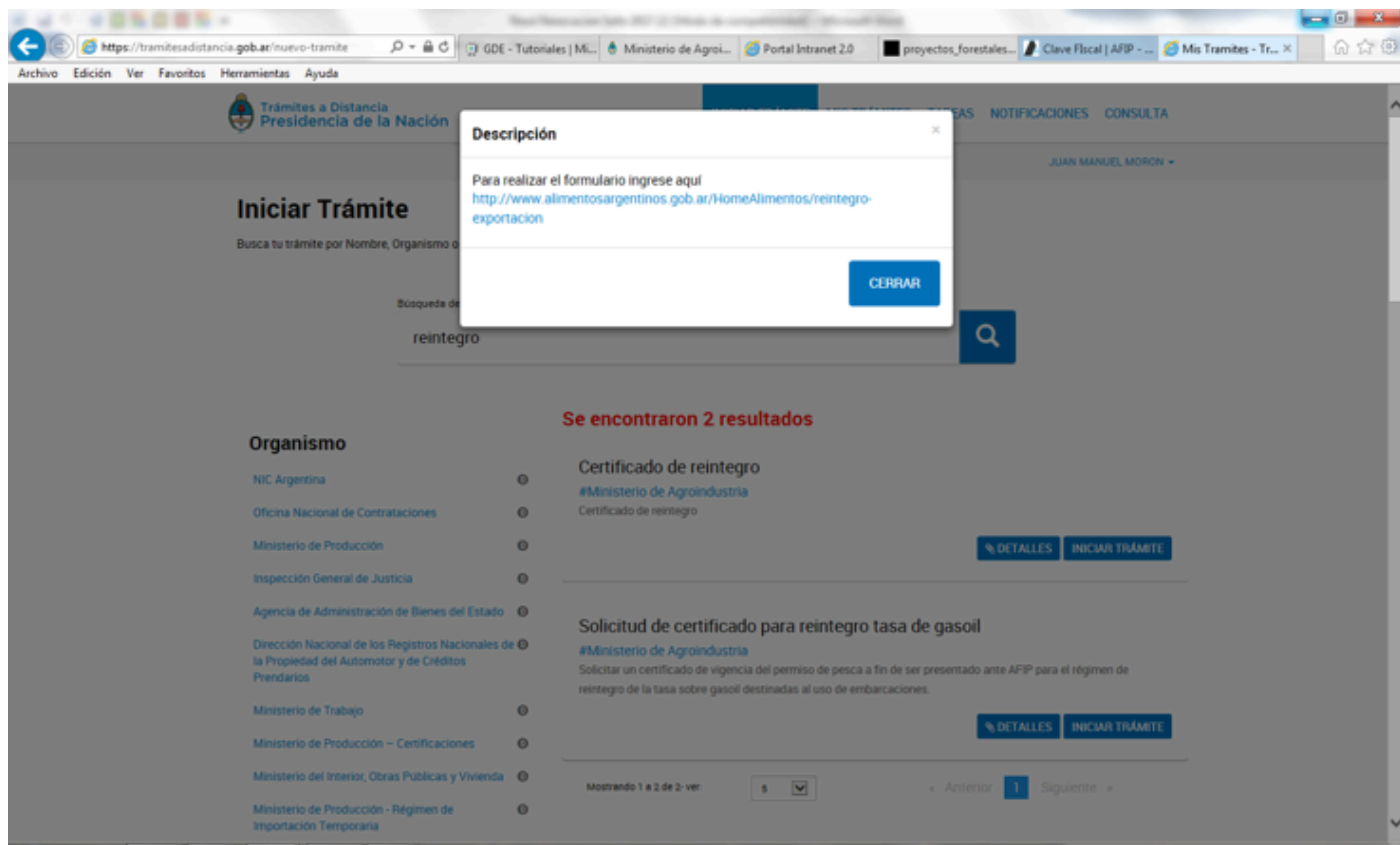 https://tramitesadistancia.gob.ar/nuevo-tramite
GDE - Tutoriales | Mi...
Ministerio de Agroi...
Portal Intranet 2.0
proyectos_forestales...
Clave Fiscal | AFIP - ...
Mis Tramites - Tr...
Archivo Edición Ver Favoritos Herramientas Ayuda
Trámites a Distancia
Presidencia de la Nación
NOTIFICACIONES CONSULTA
JUAN MANUEL MORON
Descripción
Para realizar el formulario ingrese aquí
http://www.alimentosargentinos.gob.ar/HomeAlimentos/reintegro-
exportacion
CERRAR
Iniciar Trámite
Busca tu trámite por Nombre, Organismo o
Búsqueda de
reintegro
Se encontraron 2 resultados
Organismo
NIC Argentina
Oficina Nacional de Contrataciones
Ministerio de Producción
Inspección General de Justicia
Agencia de Administración de Bienes del Estado
Dirección Nacional de los Registros Nacionales de
la Propiedad del Automotor y de Créditos
Prendarios
Ministerio de Trabajo
Ministerio de Producción – Certificaciones
Ministerio del Interior, Obras Públicas y Vivienda
Ministerio de Producción - Régimen de
Importación Temporaria
Certificado de reintegro
#Ministerio de Agroindustria
Certificado de reintegro
DETALLES INICIAR TRÁMITE
Solicitud de certificado para reintegro tasa de gasoil
#Ministerio de Agroindustria
Solicitar un certificado de vigencia del permiso de pesca a fin de ser presentado ante AFIP para el régimen de
reintegro de la tasa sobre gasoil destinadas al uso de embarcaciones.
DETALLES INICIAR TRÁMITE
Mostrando 1 a 2 de 2- ver: 5
« Anterior 1 Siguiente »